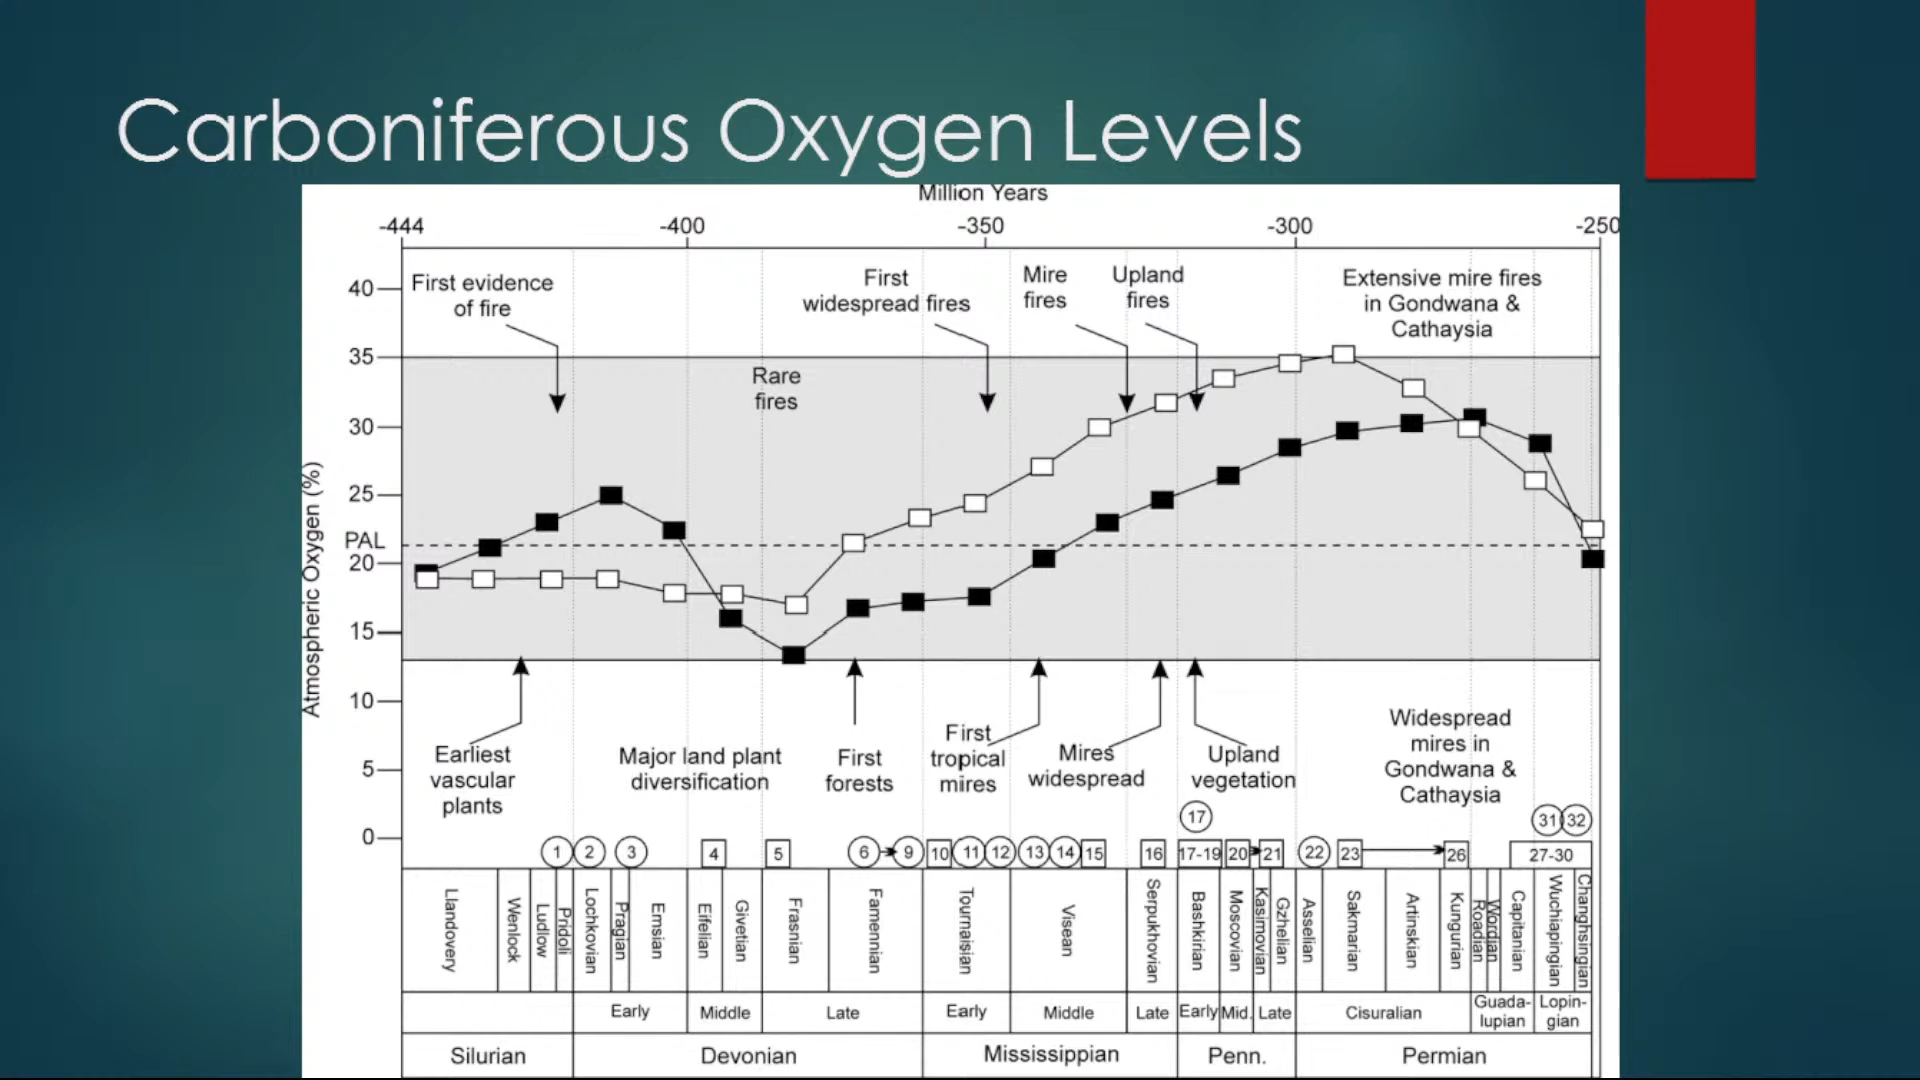 Carboniferous Oxygen Levels
Million Years
-444
-400
-350
-300
-250
First evidence
of fire
First
widespread fires
Mire
fires
Upland
fires
Extensive mire fires
in Gondwana &
Cathaysia
Rare
fires
Atmospheric Oxygen (%)
40
35
30
25
PAL
20
15
10
5
0
Earliest
vascular
plants
Major land plant
diversification
First
forests
First
tropical
mires
Mires
widespread
Upland
vegetation
Widespread
mires in
Gondwana &
Cathaysia
17
31 32
1 2 3 4 5 6 9 10 11 12 13 14 15 16 17-19 20 21 22 23 26 27-30
Llandovery
Wenlock
Ludlow
Pridoli
Lochkovian
Pragian
Emsian
Eifelian
Givetian
Frasnian
Famennian
Tournaisian
Visean
Serpukhovian
Bashkirian
Moscovian
Kasimovian
Gzhelian
Asselian
Sakmarian
Artinskian
Kungurian
Roadian
Wordian
Capitanian
Wuchiapingian
Changhsingian
Early
Middle
Late
Early
Middle
Late
Early
Mid.
Late
Cisuralian
Guada-
lupian
Lopin-
gian
Silurian
Devonian
Mississippian
Penn.
Permian